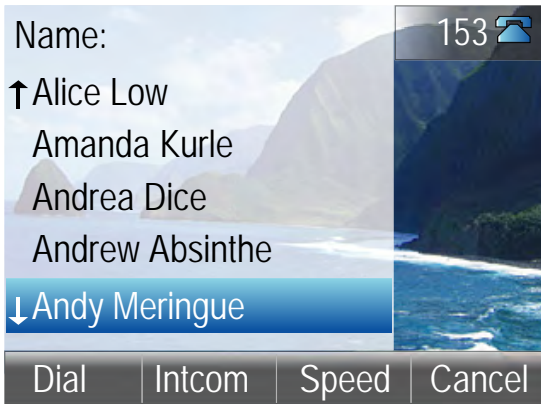 Name:
153
↑Alice Low
Amanda Kurle
Andrea Dice
Andrew Absinthe
↓Andy Meringue
Dial Intcom Speed Cancel